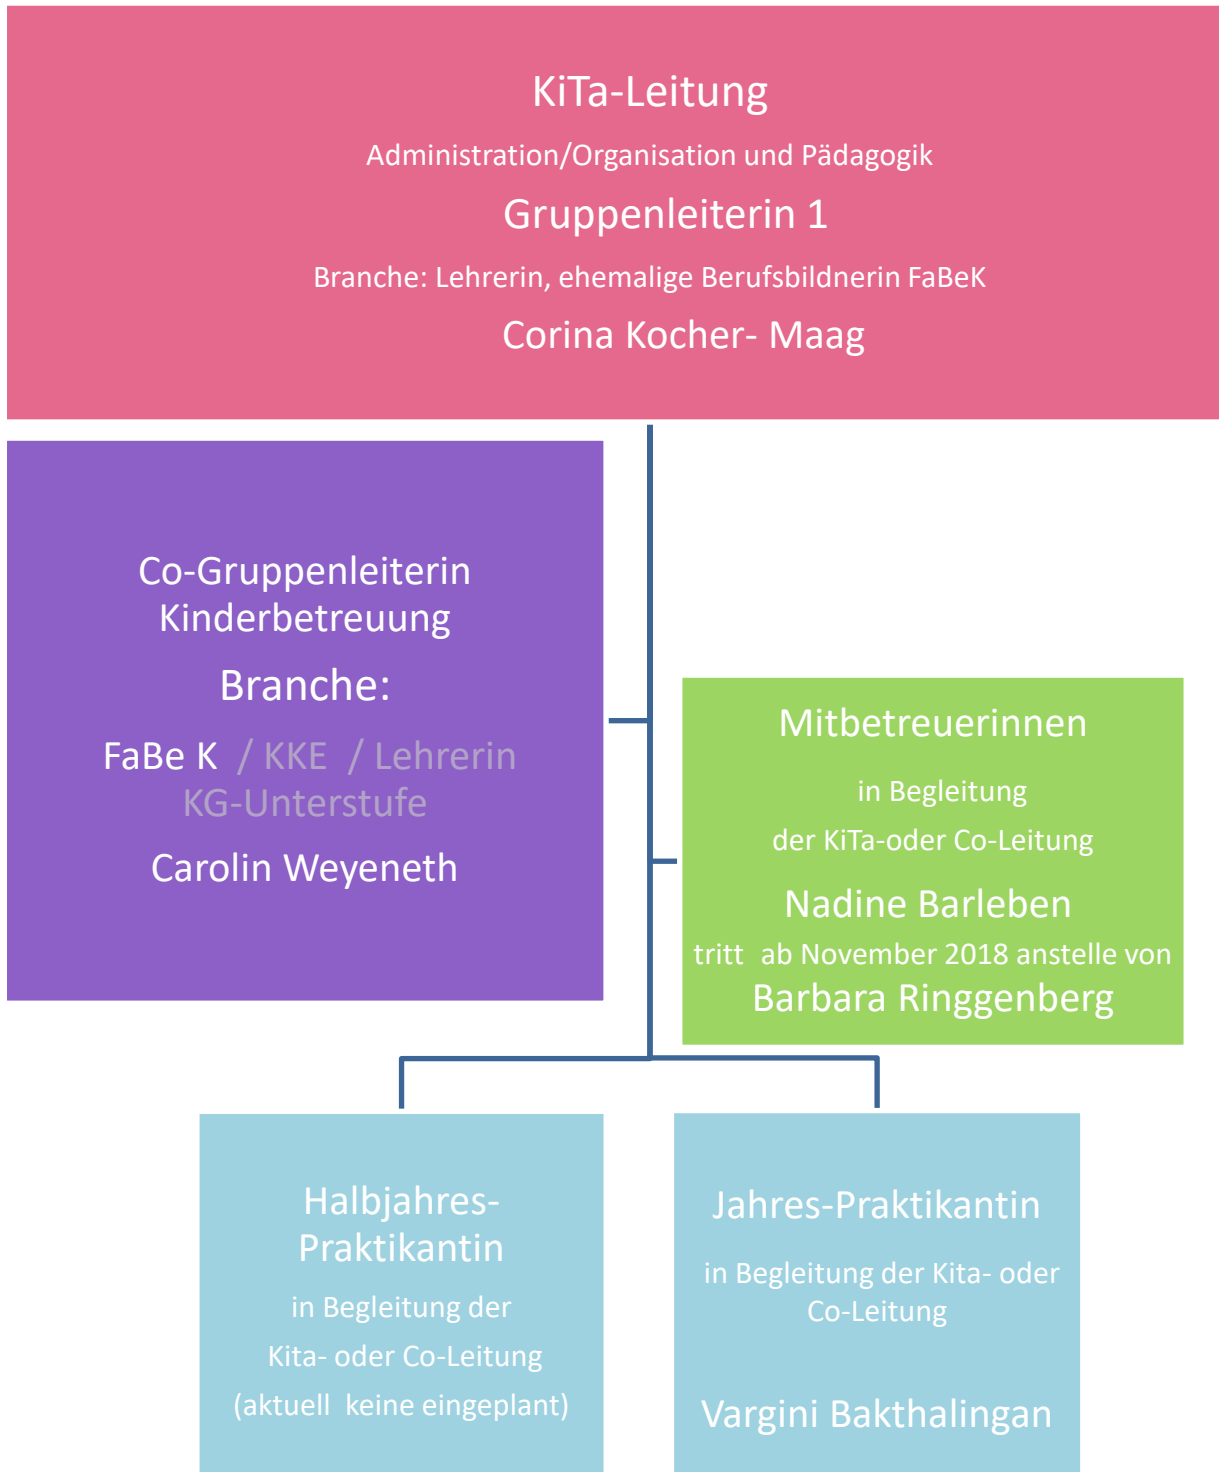 KiTa-Leitung
Administration/Organisation und Pädagogik
Gruppenleiterin 1
Branche: Lehrerin, ehemalige Berufsbildnerin FaBeK
Corina Kocher- Maag
Co-Gruppenleiterin
Kinderbetreuung
Branche:
FaBe K / KKE / Lehrerin
KG-Unterstufe
Carolin Weyeneth
Mitbetreuerinnen
in Begleitung
der KiTa-oder Co-Leitung
Nadine Barleben
tritt ab November 2018 anstelle von
Barbara Ringgenberg
Halbjahres-
Praktikantin
in Begleitung der
Kita- oder Co-Leitung
(aktuell keine eingeplant)
Jahres-Praktikantin
in Begleitung der Kita- oder
Co-Leitung
Vargini Bakthalingan